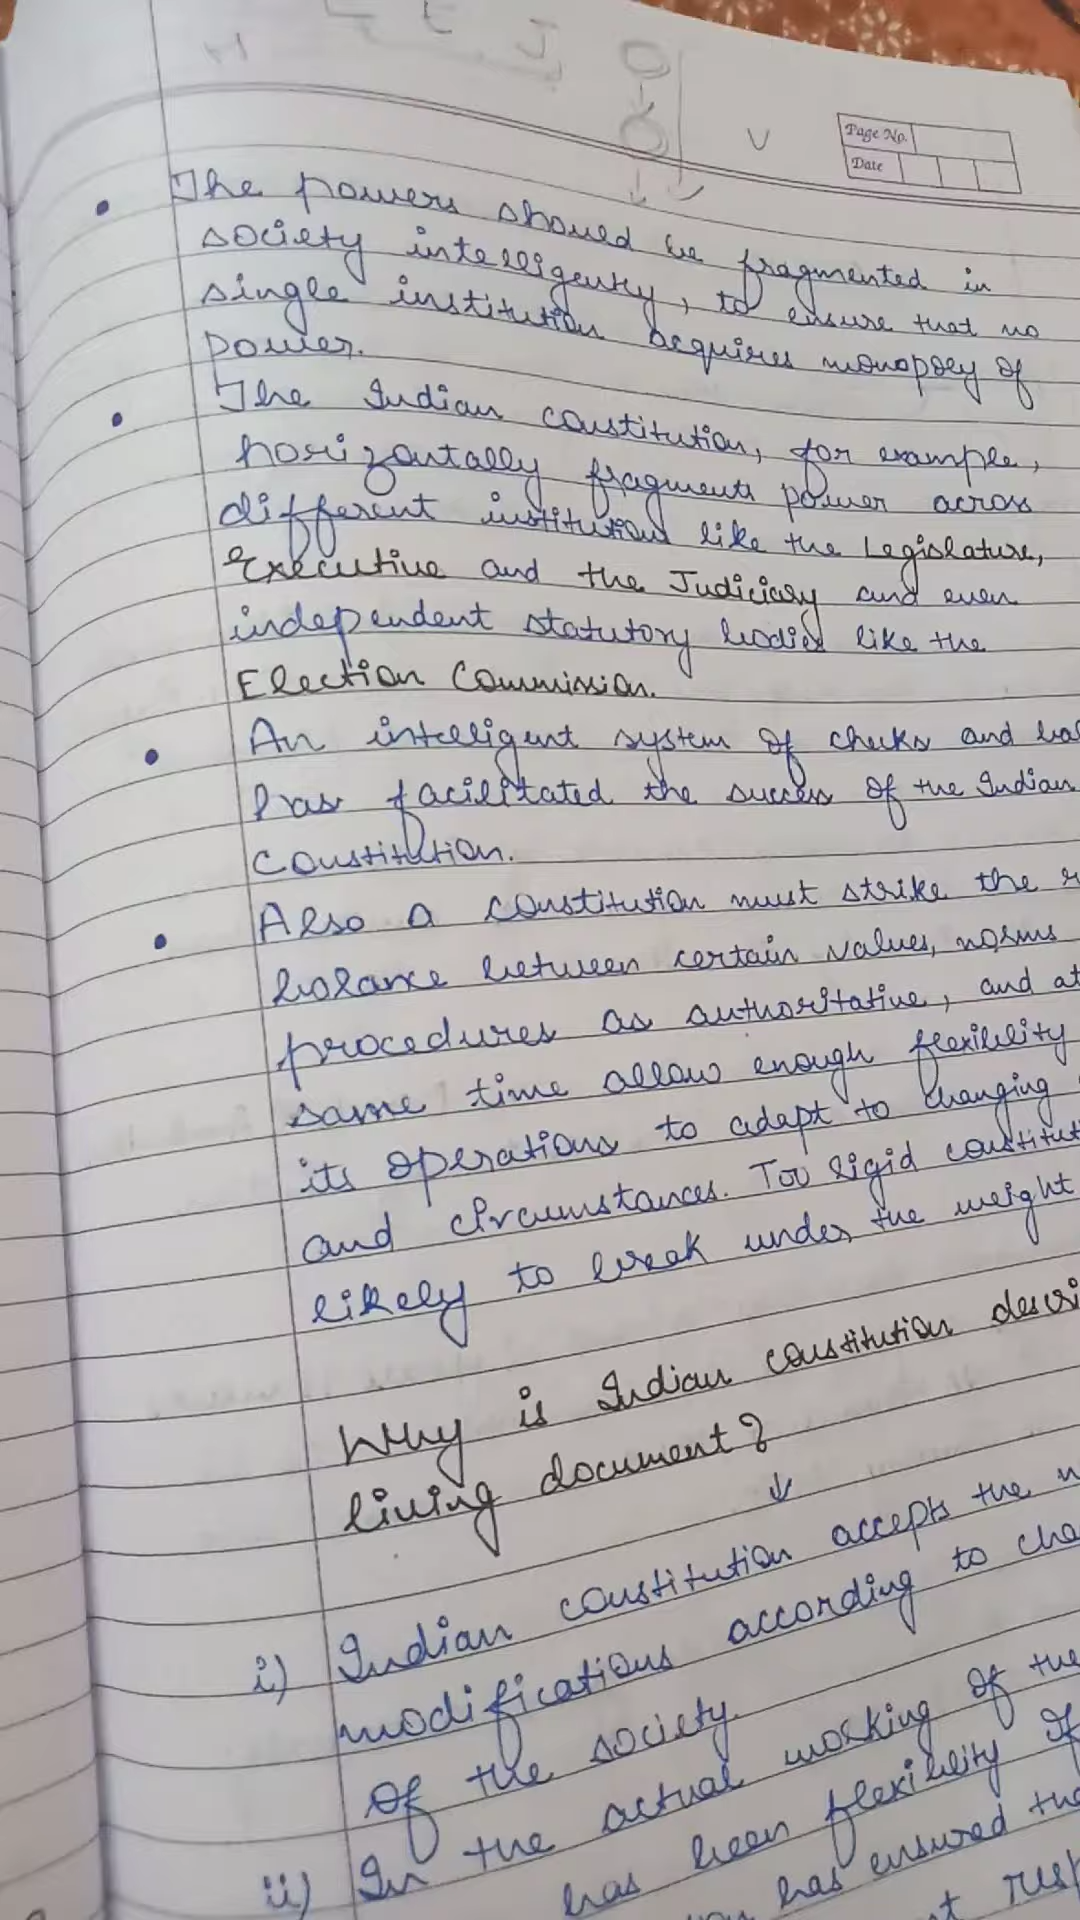 Page No.
Date
The powers should be fragmented in
society intelligently, to ensure that no
single institution acquires monopoly of
power.
The Indian constitution, for example,
horizontally fragments power across
different institutions like the Legislature,
Executive and the Judiciary and even
independent statutory bodies like the
Election Commission.
An intelligent system of checks and
has facilitated the success of the Indian
Constitution.
Also a constitution must strike the
balance between certain values, norms
procedures as authoritative, and at
same time allow enough flexibility
its operations to adapt to changing
and circumstances. Too rigid
likely to break under the weight
Why is Indian constitution
living document?
↓
i) Indian constitution accepts the
modifications according to
of the society.
ii) In the actual working of the
has been flexibility of
has ensured